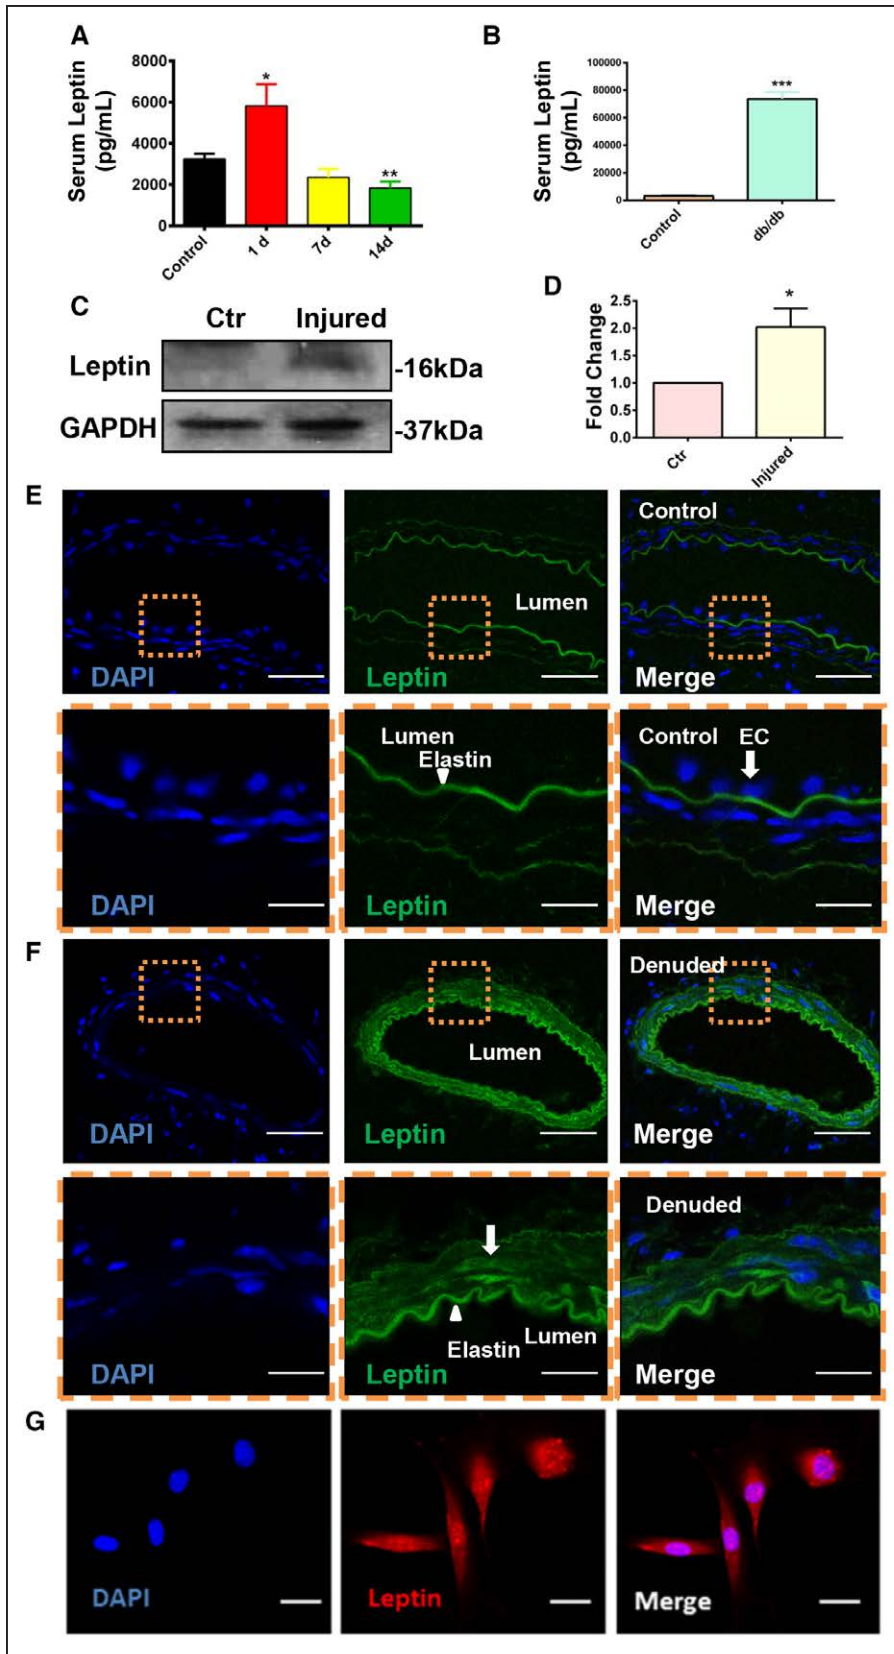 A
Serum Leptin
(pg/mL)
8000
6000
4000
2000
0
*
**
Control
1 d
7d
14d
B
Serum Leptin
(pg/mL)
100000
80000
60000
40000
20000
0
***
Control
db/db
C
Ctr Injured
Leptin -16kDa
GAPDH -37kDa
D
Fold Change
2.5
2.0
1.5
1.0
0.5
0.0
*
Ctr
Injured
E
DAPI
Lumen
Leptin
Control
Merge
DAPI
Lumen
Elastin
Leptin
Control EC
Merge
F
DAPI
Lumen
Leptin
Denuded
Merge
DAPI
Elastin Lumen
Leptin
Denuded
Merge
G
DAPI
Leptin
Merge